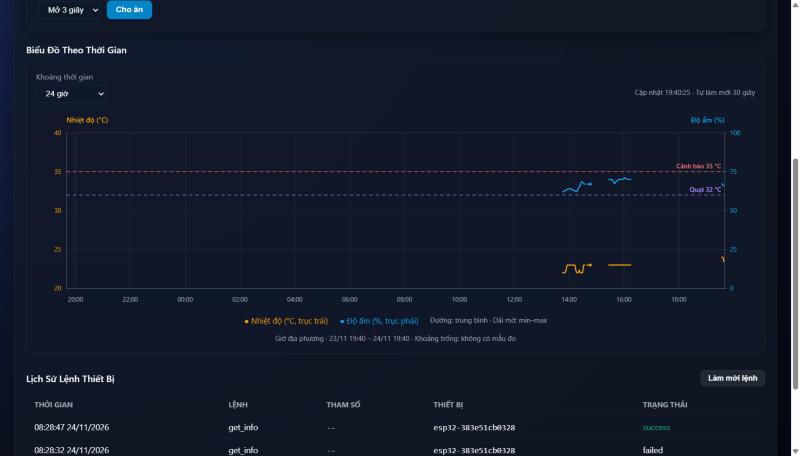 Mở 3 giây
Cho ăn
Biểu Đồ Theo Thời Gian
Khoảng thời gian
24 giờ
Cập nhật 19:40:25 · Tự làm mới 30 giây
Nhiệt độ (°C)
Độ ẩm (%)
40
100
Cảnh báo 35 °C
35
75
Quạt 32 °C
30
50
25
25
20
0
20:00
22:00
00:00
02:00
04:00
06:00
08:00
10:00
12:00
14:00
16:00
18:00
Nhiệt độ (°C, trục trái)
Độ ẩm (%, trục phải)
Đường: trung bình · Dải mờ: min–max
Giờ địa phương · 23/11 19:40 – 24/11 19:40 · Khoảng trống: không có mẫu đo
Lịch Sử Lệnh Thiết Bị
Làm mới lệnh
THỜI GIAN
LỆNH
THAM SỐ
THIẾT BỊ
TRẠNG THÁI
08:28:47 24/11/2026
get_info
--
esp32-383e51cb0328
success
08:28:32 24/11/2026
get_info
--
esp32-383e51cb0328
failed